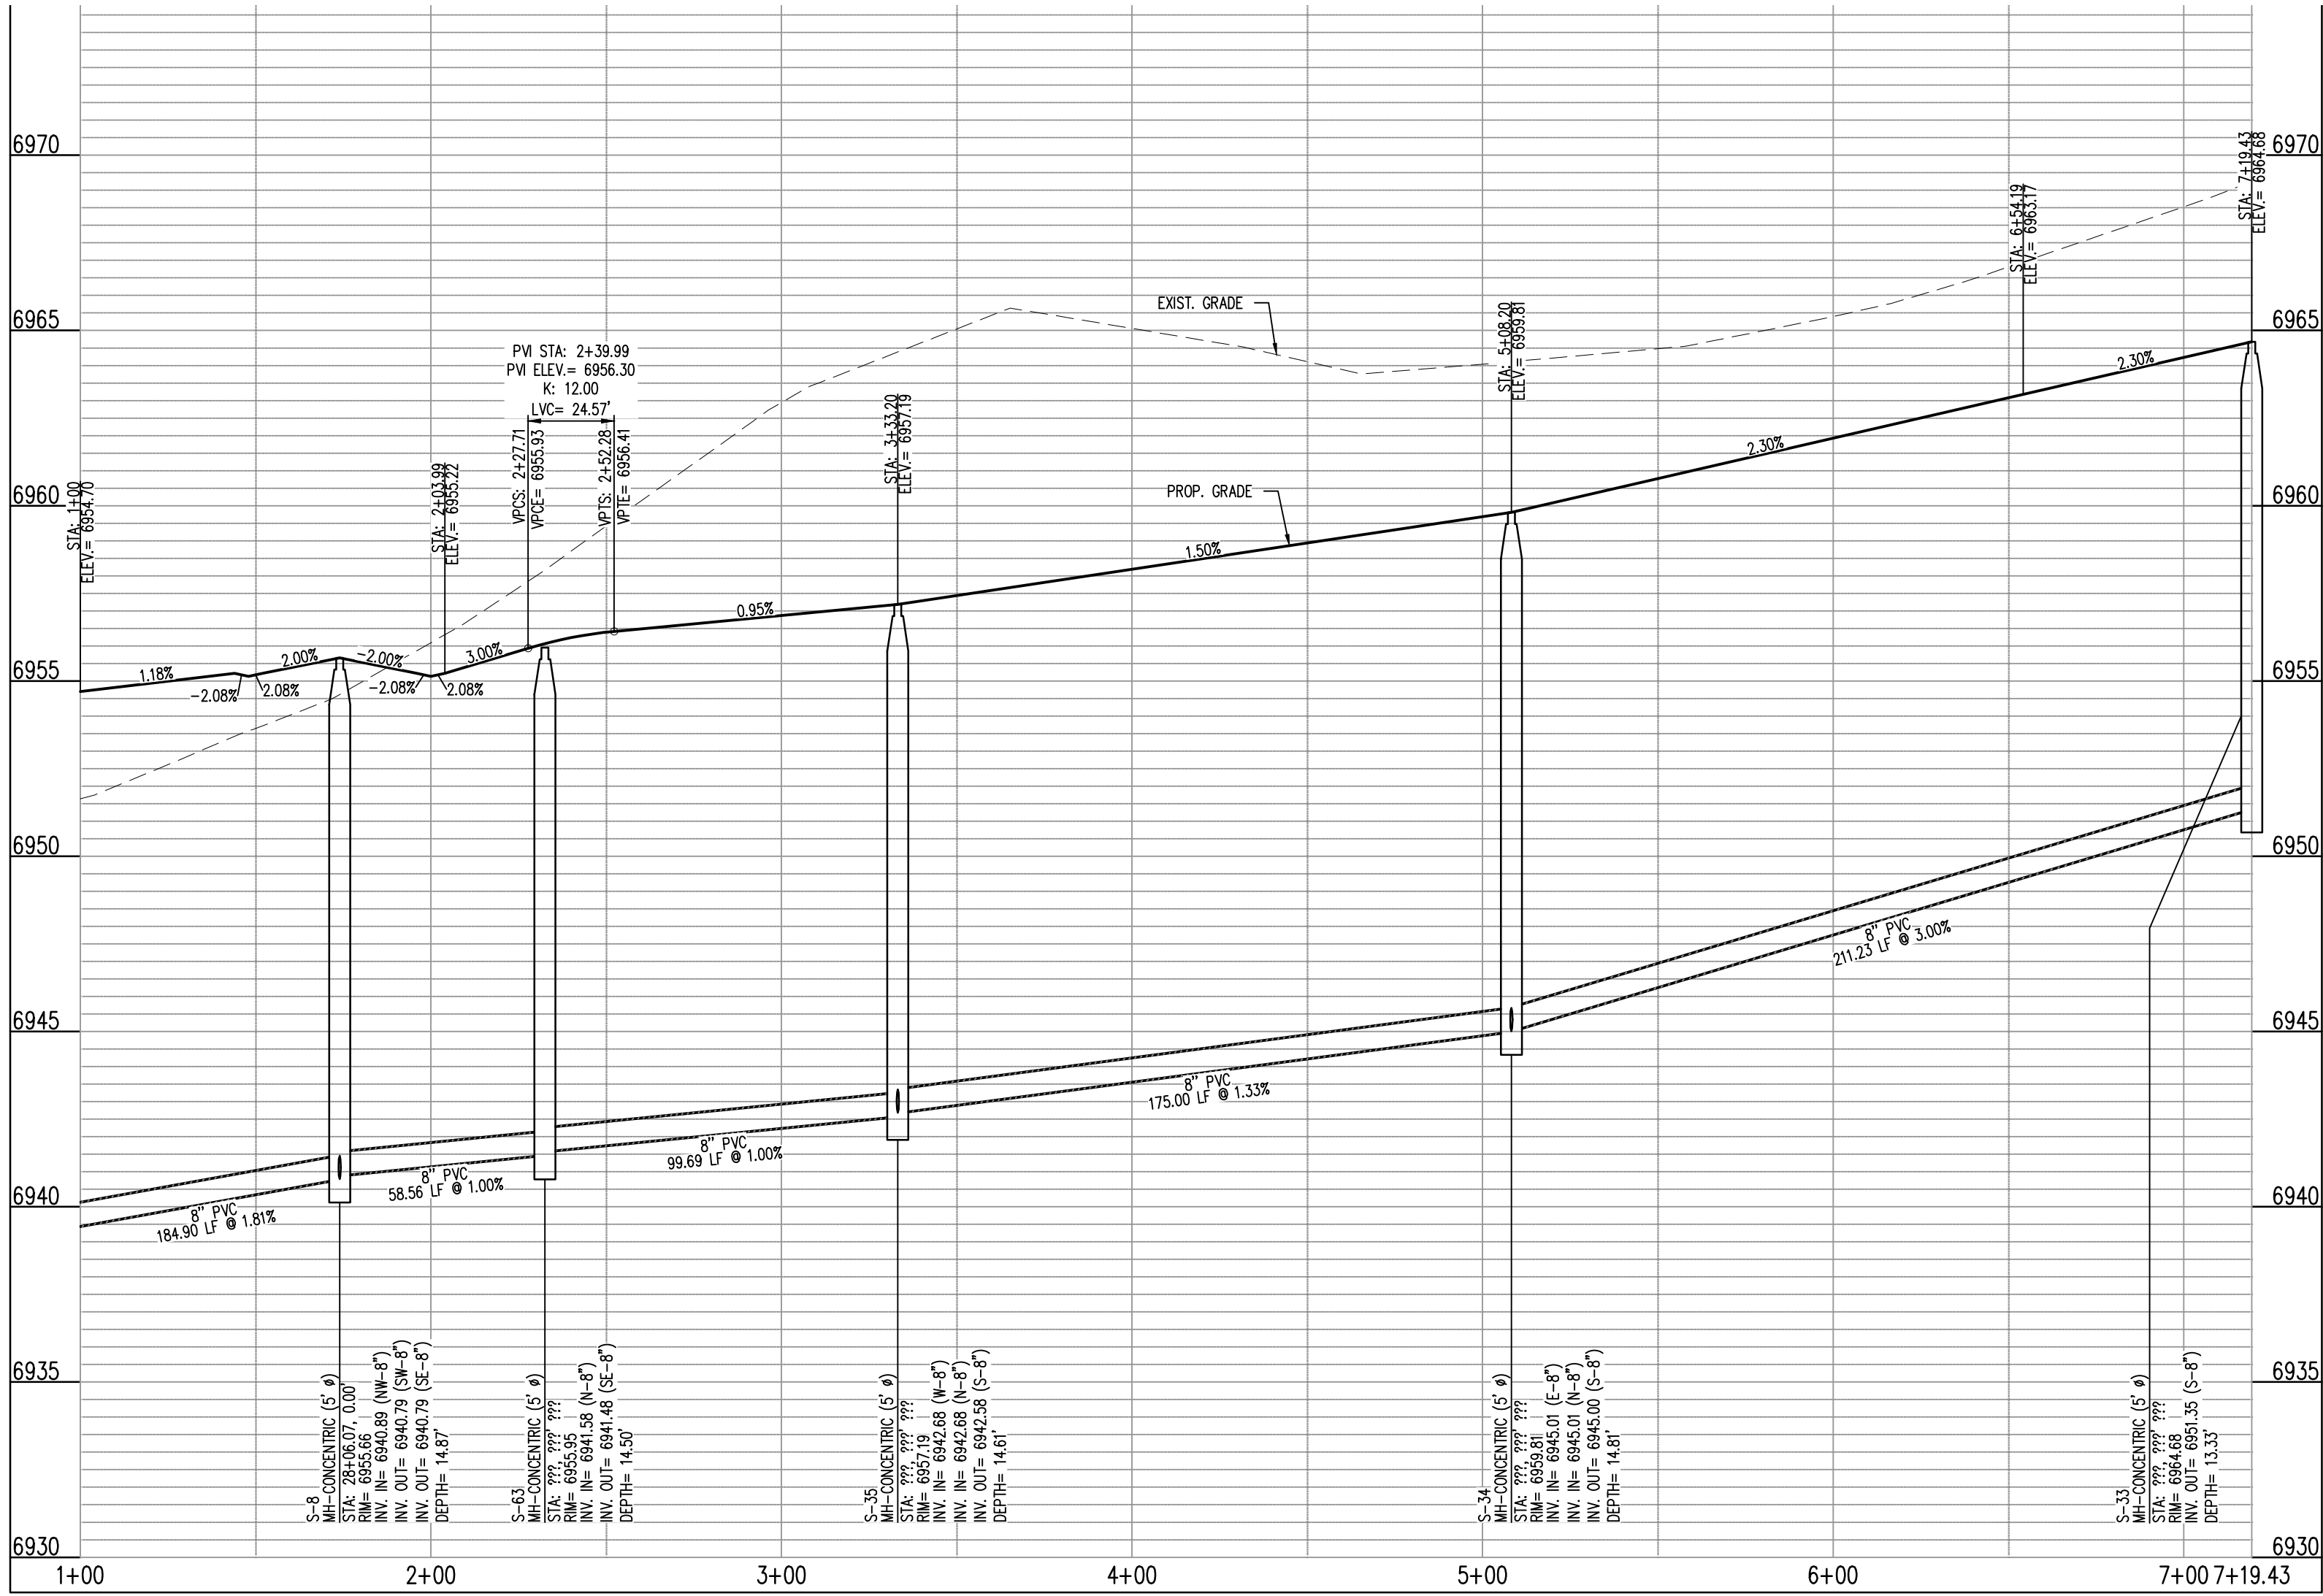 6970
6965
6960
6955
6950
6945
6940
6935
6930
6970
6965
6960
6955
6950
6945
6940
6935
6930
STA: 1+00
ELEV.= 6954.70
STA: 2+03.99
ELEV.= 6955.22
PVI STA: 2+39.99
PVI ELEV.= 6956.30
K: 12.00
LVC= 24.57'
VPCS: 2+27.71
VPCE= 6955.93
VPTS: 2+52.28
VPTE= 6956.41
STA: 3+33.20
ELEV.= 6957.19
STA: 5+08.20
ELEV.= 6959.81
STA: 6+54.19
ELEV.= 6963.17
STA: 7+19.43
ELEV.= 6964.68
EXIST. GRADE
PROP. GRADE
1.18%
-2.08%
2.08%
2.00%
-2.00%
-2.08%
2.08%
3.00%
0.95%
1.50%
2.30%
2.30%
8" PVC
184.90 LF @ 1.81%
8" PVC
58.56 LF @ 1.00%
8" PVC
99.69 LF @ 1.00%
8" PVC
175.00 LF @ 1.33%
8" PVC
211.23 LF @ 3.00%
S-8
MH-CONCENTRIC (5' ø)
STA: 28+06.07, 0.00'
RIM= 6955.66
INV. IN= 6940.89 (NW-8")
INV. OUT= 6940.79 (SW-8")
INV. OUT= 6940.79 (SE-8")
DEPTH= 14.87'
S-63
MH-CONCENTRIC (5' ø)
STA: ???, ???' ???
RIM= 6955.95
INV. IN= 6941.58 (N-8")
INV. OUT= 6941.48 (SE-8")
DEPTH= 14.50'
S-35
MH-CONCENTRIC (5' ø)
STA: ???, ???' ???
RIM= 6957.19
INV. IN= 6942.68 (W-8")
INV. IN= 6942.68 (N-8")
INV. OUT= 6942.58 (S-8")
DEPTH= 14.61'
S-34
MH-CONCENTRIC (5' ø)
STA: ???, ???' ???
RIM= 6959.81
INV. IN= 6945.01 (E-8")
INV. IN= 6945.01 (N-8")
INV. OUT= 6945.00 (S-8")
DEPTH= 14.81'
S-33
MH-CONCENTRIC (5' ø)
STA: ???, ???' ???
RIM= 6964.68
INV. OUT= 6951.35 (S-8")
DEPTH= 13.33'
1+00
2+00
3+00
4+00
5+00
6+00
7+00
7+19.43